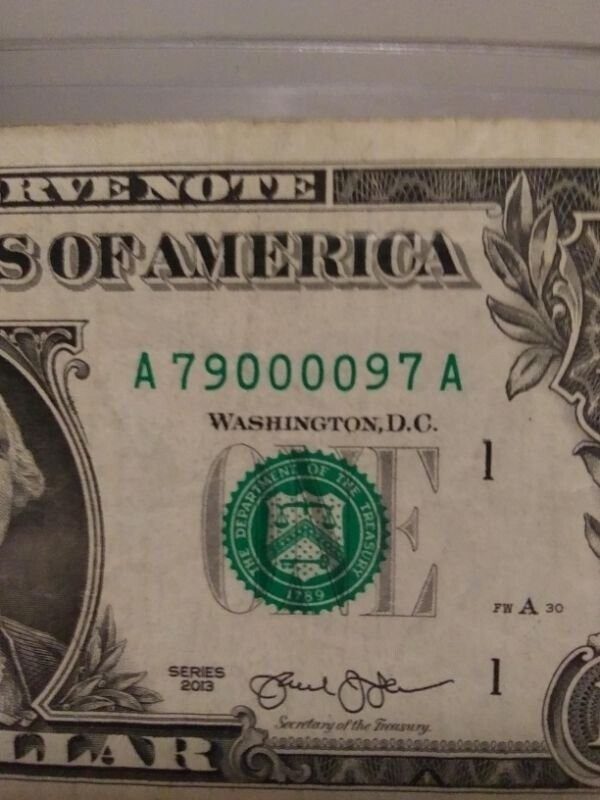 RVE NOTE
S OF AMERICA
A 79000097 A
WASHINGTON, D.C.
1
ONE
THE DEPARTMENT OF THE TREASURY
1789
FW A 30
SERIES
2013
1
Secretary of the Treasury.
LLAR